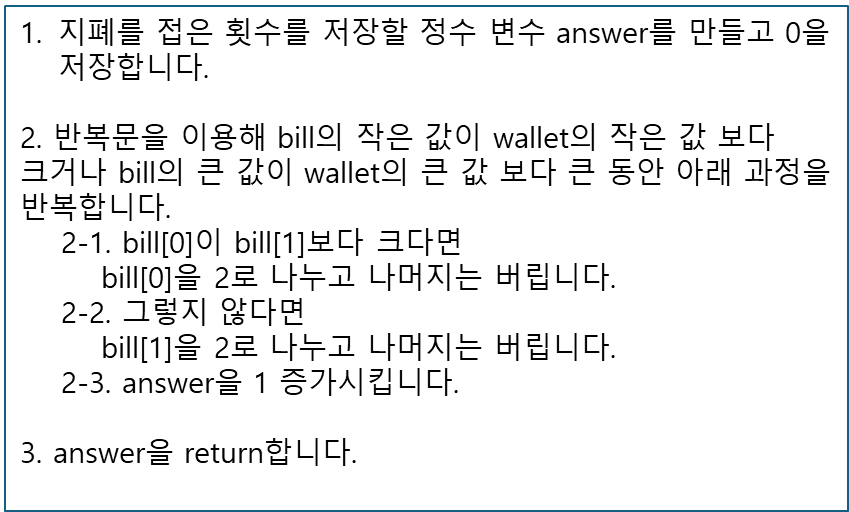 1. 지폐를 접은 횟수를 저장할 정수 변수 answer를 만들고 0을
저장합니다.
2. 반복문을 이용해 bill의 작은 값이 wallet의 작은 값 보다
크거나 bill의 큰 값이 wallet의 큰 값 보다 큰 동안 아래 과정을
반복합니다.
2-1. bill[0]이 bill[1]보다 크다면
bill[0]을 2로 나누고 나머지는 버립니다.
2-2. 그렇지 않다면
bill[1]을 2로 나누고 나머지는 버립니다.
2-3. answer을 1 증가시킵니다.
3. answer을 return합니다.